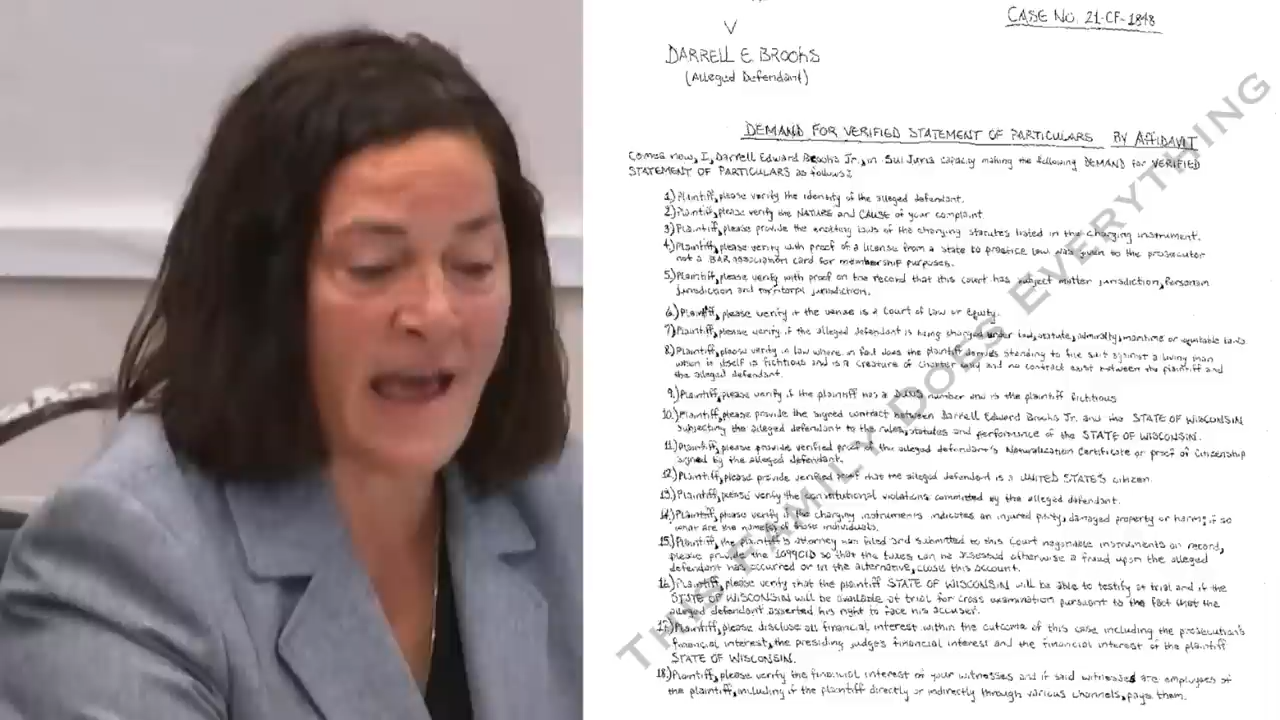 CASE NO. 21-CF-1848
V
DARRELL E BROOKS
(Alleged Defendant)
DEMAND FOR VERIFIED STATEMENT OF PARTICULARS BY AFFIDAVIT
Comes now, I, Darrell Edward Brooks Jr., in Sui Juris capacity making the following DEMAND for VERIFIED
STATEMENT OF PARTICULARS as follows:
1) Plaintiff, please verify the identity of the alleged defendant.
2) Plaintiff, please verify the NATURE and CAUSE of your complaint
3) Plaintiff, please provide the enacting laws of the charging statutes listed in the charging instrument.
4) Plaintiff, please verify with proof of a license from a state to practice law was given to the prosecutor
not a BAR association card for membership purposes.
5) Plaintiff, please verify with proof on the record that this court has subject matter jurisdiction, personam
jurisdiction and territorial jurisdiction.
6) Plaintiff, please verify if the venue is a Court of Law or Equity.
7) Plaintiff, please verify if the alleged defendant is being charged under law, statute, admiralty, maritime or equitable laws
8) Plaintiff, please verify in law where in fact does the plaintiff derives standing to file suit against a living man
which itself is fictitious and is a creature of charter only and no contract exist between the plaintiff and
the alleged defendant.
9) Plaintiff, please verify if the plaintiff has a DUNS number and is the plaintiff fictitious
10) Plaintiff, please provide the signed contract between Darrell Edward Brooks Jr. and the STATE OF WISCONSIN
subjecting the alleged defendant to the rules, statutes and performance of the STATE OF WISCONSIN.
11) Plaintiff, please provide verified proof of the alleged defendant's Naturalization Certificate or proof of citizenship
signed by the alleged defendant.
12) Plaintiff, please provide verified proof that the alleged defendant is a UNITED STATES citizen.
13) Plaintiff, please verify the constitutional violations committed by the alleged defendant.
14) Plaintiff, please verify if the charging instruments indicates an injured party, damaged property or harm; if so
what are the name(s) of those individuals.
15) Plaintiff, the plaintiff's attorney has filed and submitted to this Court negotiable instruments on record,
please provide the 1099OID so that the taxes can be assessed otherwise a fraud upon the alleged
defendant has occurred or in the alternative, close this account.
16) Plaintiff, please verify that the plaintiff STATE OF WISCONSIN will be able to testify at trial and if the
STATE OF WISCONSIN will be available at trial for cross examination pursuant to the fact that the
alleged defendant asserted his right to face his accuser.
17) Plaintiff, please disclose all financial interest within the outcome of this case including the prosecution's
financial interest, the presiding judge's financial interest and the financial interest of the plaintiff
STATE OF WISCONSIN.
18) Plaintiff, please verify the financial interest of your witnesses and if said witnesses are employees of
the plaintiff, including if the plaintiff directly or indirectly through various channels, pays them.
THIS FAMILY DOES EVERYTHING